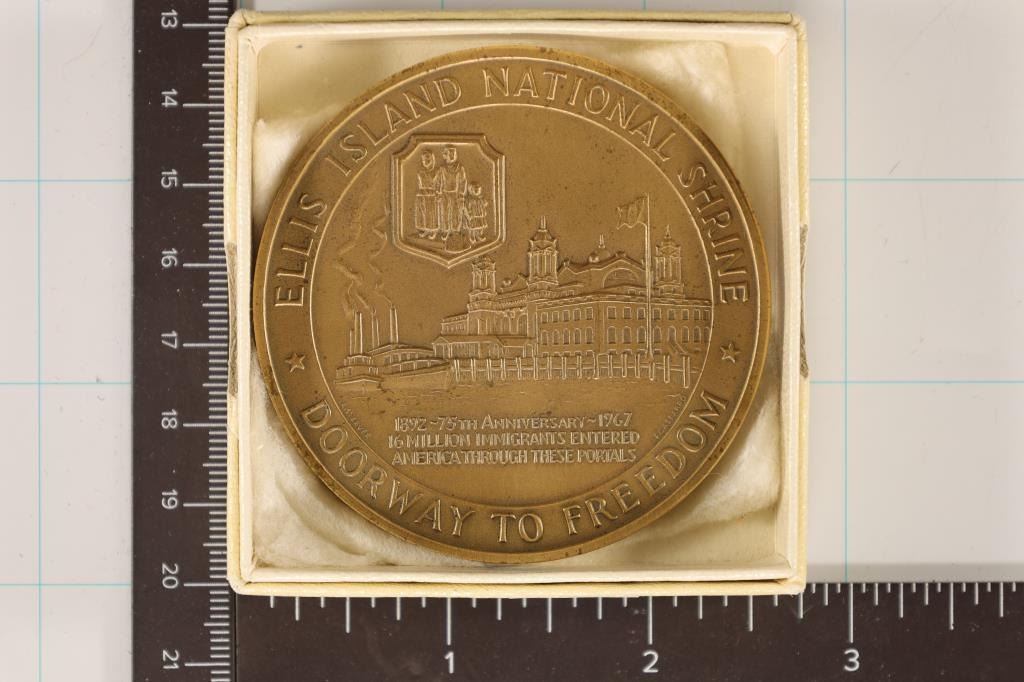 ELLIS ISLAND NATIONAL SHRINE
1892~75TH ANNIVERSARY~1967
16 MILLION IMMIGRANTS ENTERED
AMERICA THROUGH THESE PORTALS
DOORWAY TO FREEDOM
13
14
15
16
17
18
19
20
21
1 2 3